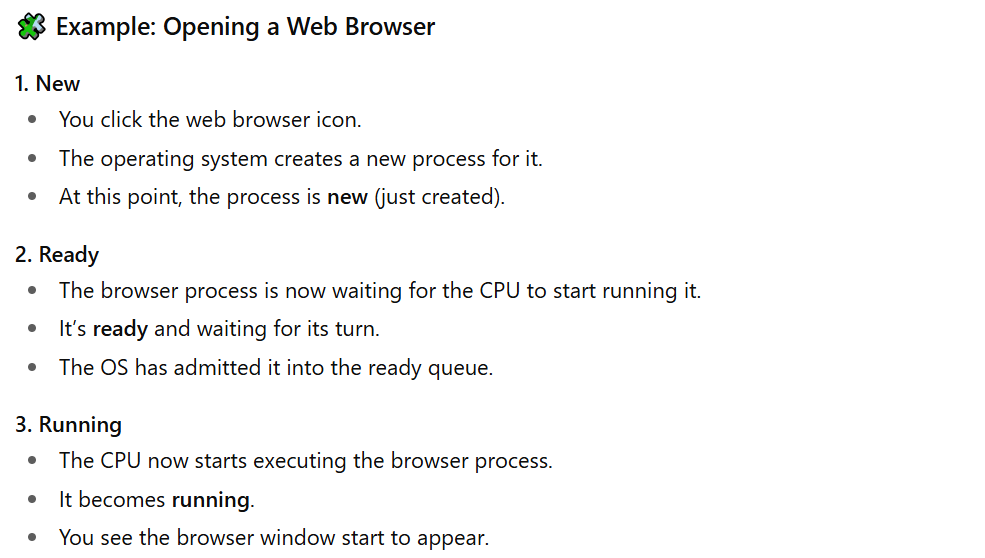 Example: Opening a Web Browser
1. New
• You click the web browser icon.
• The operating system creates a new process for it.
• At this point, the process is new (just created).
2. Ready
• The browser process is now waiting for the CPU to start running it.
• It’s ready and waiting for its turn.
• The OS has admitted it into the ready queue.
3. Running
• The CPU now starts executing the browser process.
• It becomes running.
• You see the browser window start to appear.